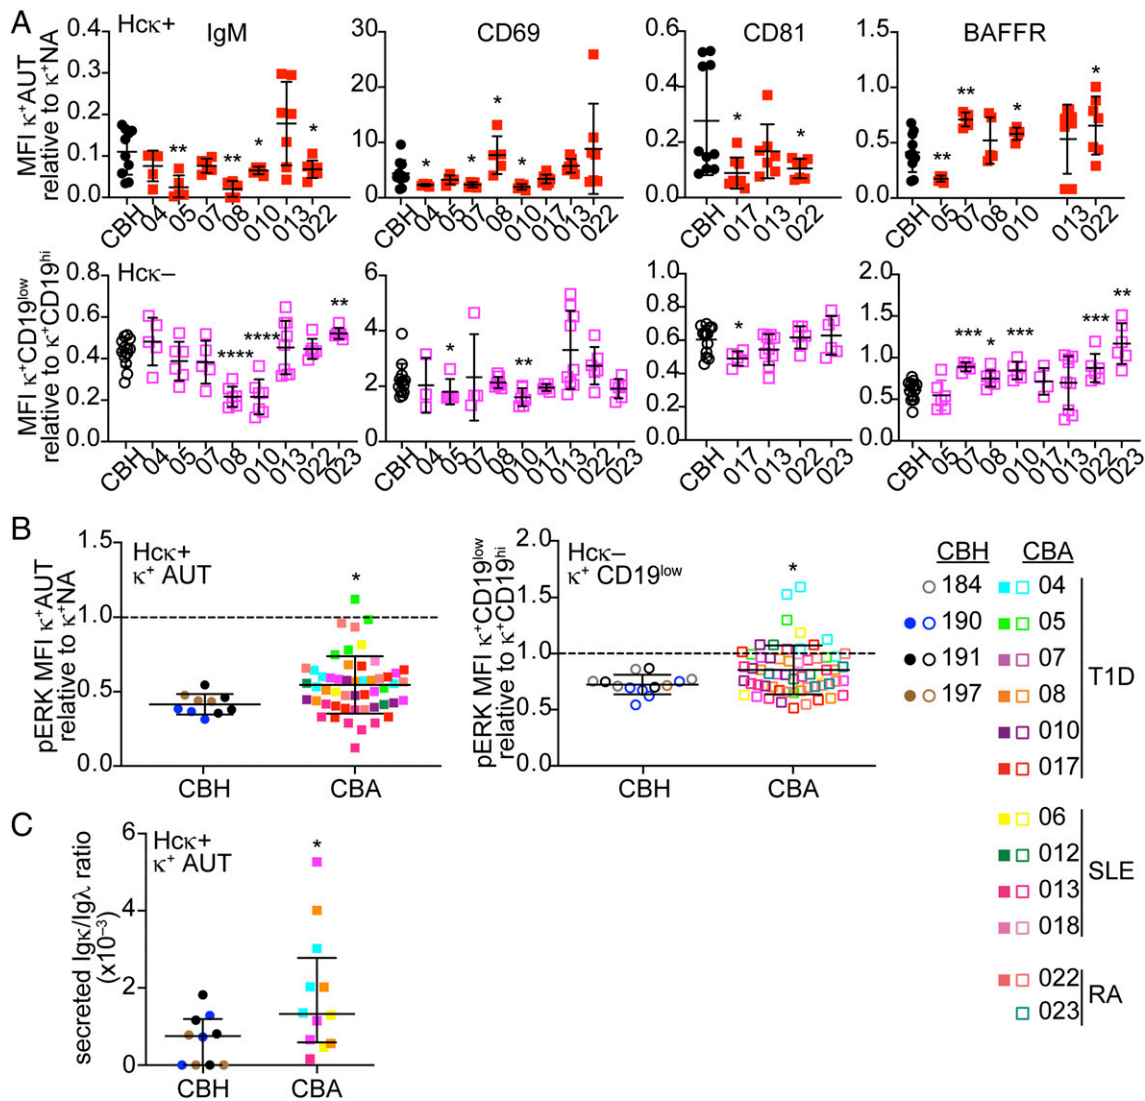 A
Hcκ+
IgM
CD69
CD81
BAFFR
MFI κ+AUT
relative to κ+NA
0.4
0.3
0.2
0.1
0.0
**
**
*
*
CBH 04 05 07 08 010 013 022
30
20
10
0
*
*
*
*
CBH 04 05 07 08 010 017 013 022
0.6
0.4
0.2
0.0
*
*
CBH 017 013 022
1.5
1.0
0.5
0.0
**
**
*
*
CBH 05 07 08 010 013 022
Hcκ–
MFI κ+CD19low
relative to κ+CD19hi
0.8
0.6
0.4
0.2
0.0
****
****
**
CBH 04 05 07 08 010 013 022 023
6
4
2
0
*
**
CBH 04 05 07 08 010 017 013 022 023
1.0
0.8
0.6
0.4
0.2
0.0
*
CBH 017 013 022 023
2.0
1.5
1.0
0.5
0.0
***
*
***
***
**
CBH 05 07 08 010 017 013 022 023
B
Hcκ+
κ+ AUT
pERK MFI κ+AUT
relative to κ+NA
1.5
1.0
0.5
0.0
*
CBH CBA
Hcκ–
κ+ CD19low
pERK MFI κ+CD19low
relative to κ+CD19hi
2.0
1.5
1.0
0.5
0.0
*
CBH CBA
CBH CBA
184 04
190 05
191 07
197 08
010
017
T1D
06
012
013
018
SLE
022
023
RA
C
Hcκ+
κ+ AUT
secreted Igκ/Igλ ratio
(x10–3)
6
4
2
0
*
CBH CBA